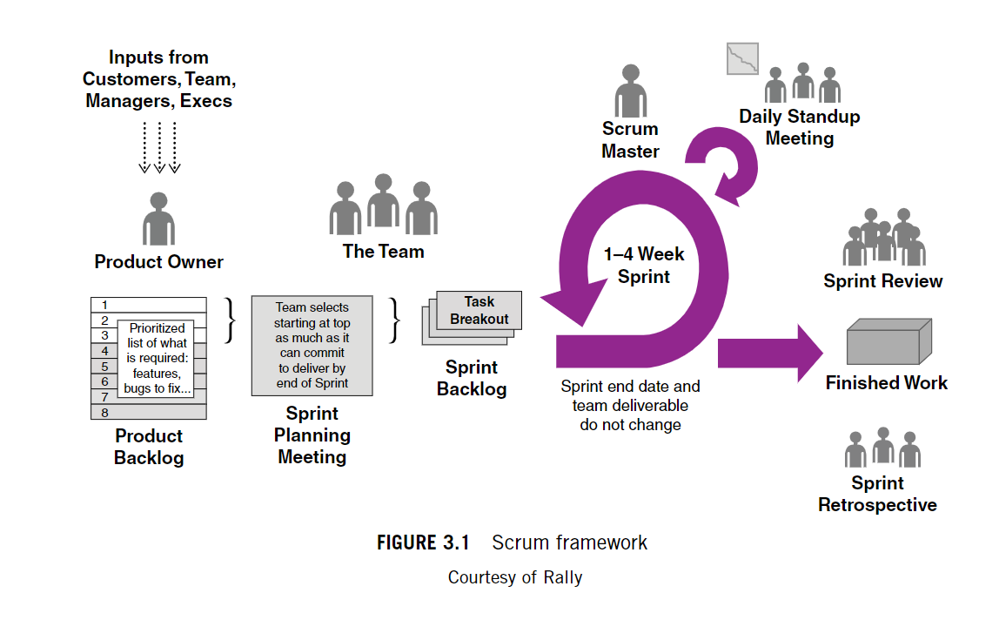 Inputs from
Customers, Team,
Managers, Execs
Product Owner
The Team
Scrum
Master
Daily Standup
Meeting
1–4 Week
Sprint
Sprint Review
1
2
3
4
5
6
7
8
Prioritized
list of what
is required:
features,
bugs to fix...
Product
Backlog
Team selects
starting at top
as much as it
can commit
to deliver by
end of Sprint
Sprint
Planning
Meeting
Task
Breakout
Sprint
Backlog
Sprint end date and
team deliverable
do not change
Finished Work
Sprint
Retrospective
FIGURE 3.1 Scrum framework
Courtesy of Rally